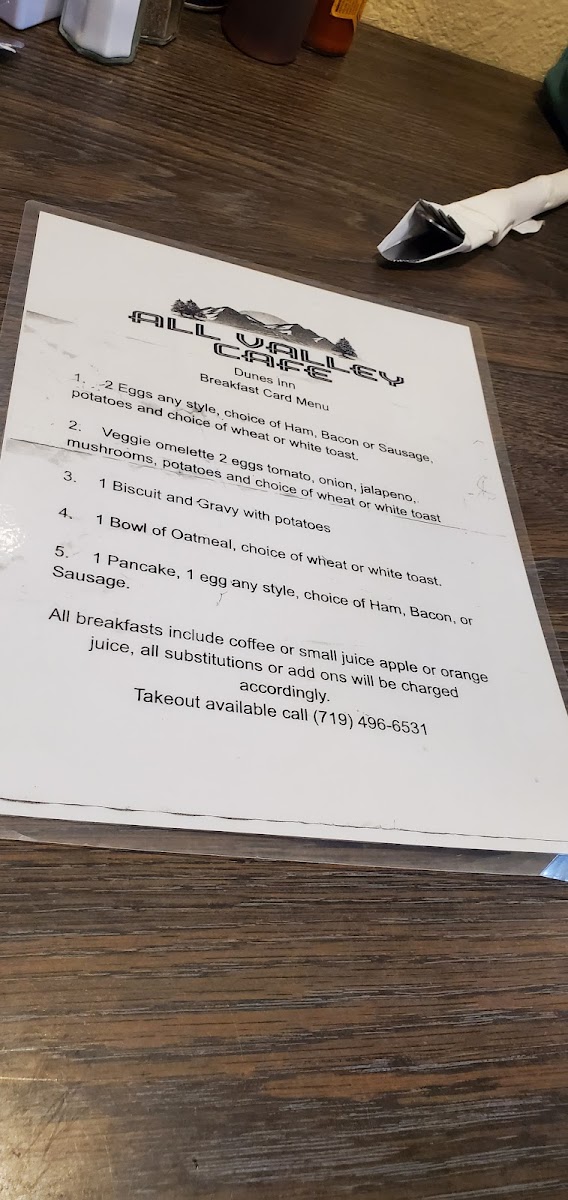 ALL VALLEY
CAFE
Dunes Inn
Breakfast Card Menu
1. 2 Eggs any style, choice of Ham, Bacon or Sausage,
potatoes and choice of wheat or white toast.
2. Veggie omelette 2 eggs tomato, onion, jalapeno,
mushrooms, potatoes and choice of wheat or white toast
3. 1 Biscuit and Gravy with potatoes
4. 1 Bowl of Oatmeal, choice of wheat or white toast.
5. 1 Pancake, 1 egg any style, choice of Ham, Bacon, or
Sausage.
All breakfasts include coffee or small juice apple or orange
juice, all substitutions or add ons will be charged
accordingly.
Takeout available call (719) 496-6531